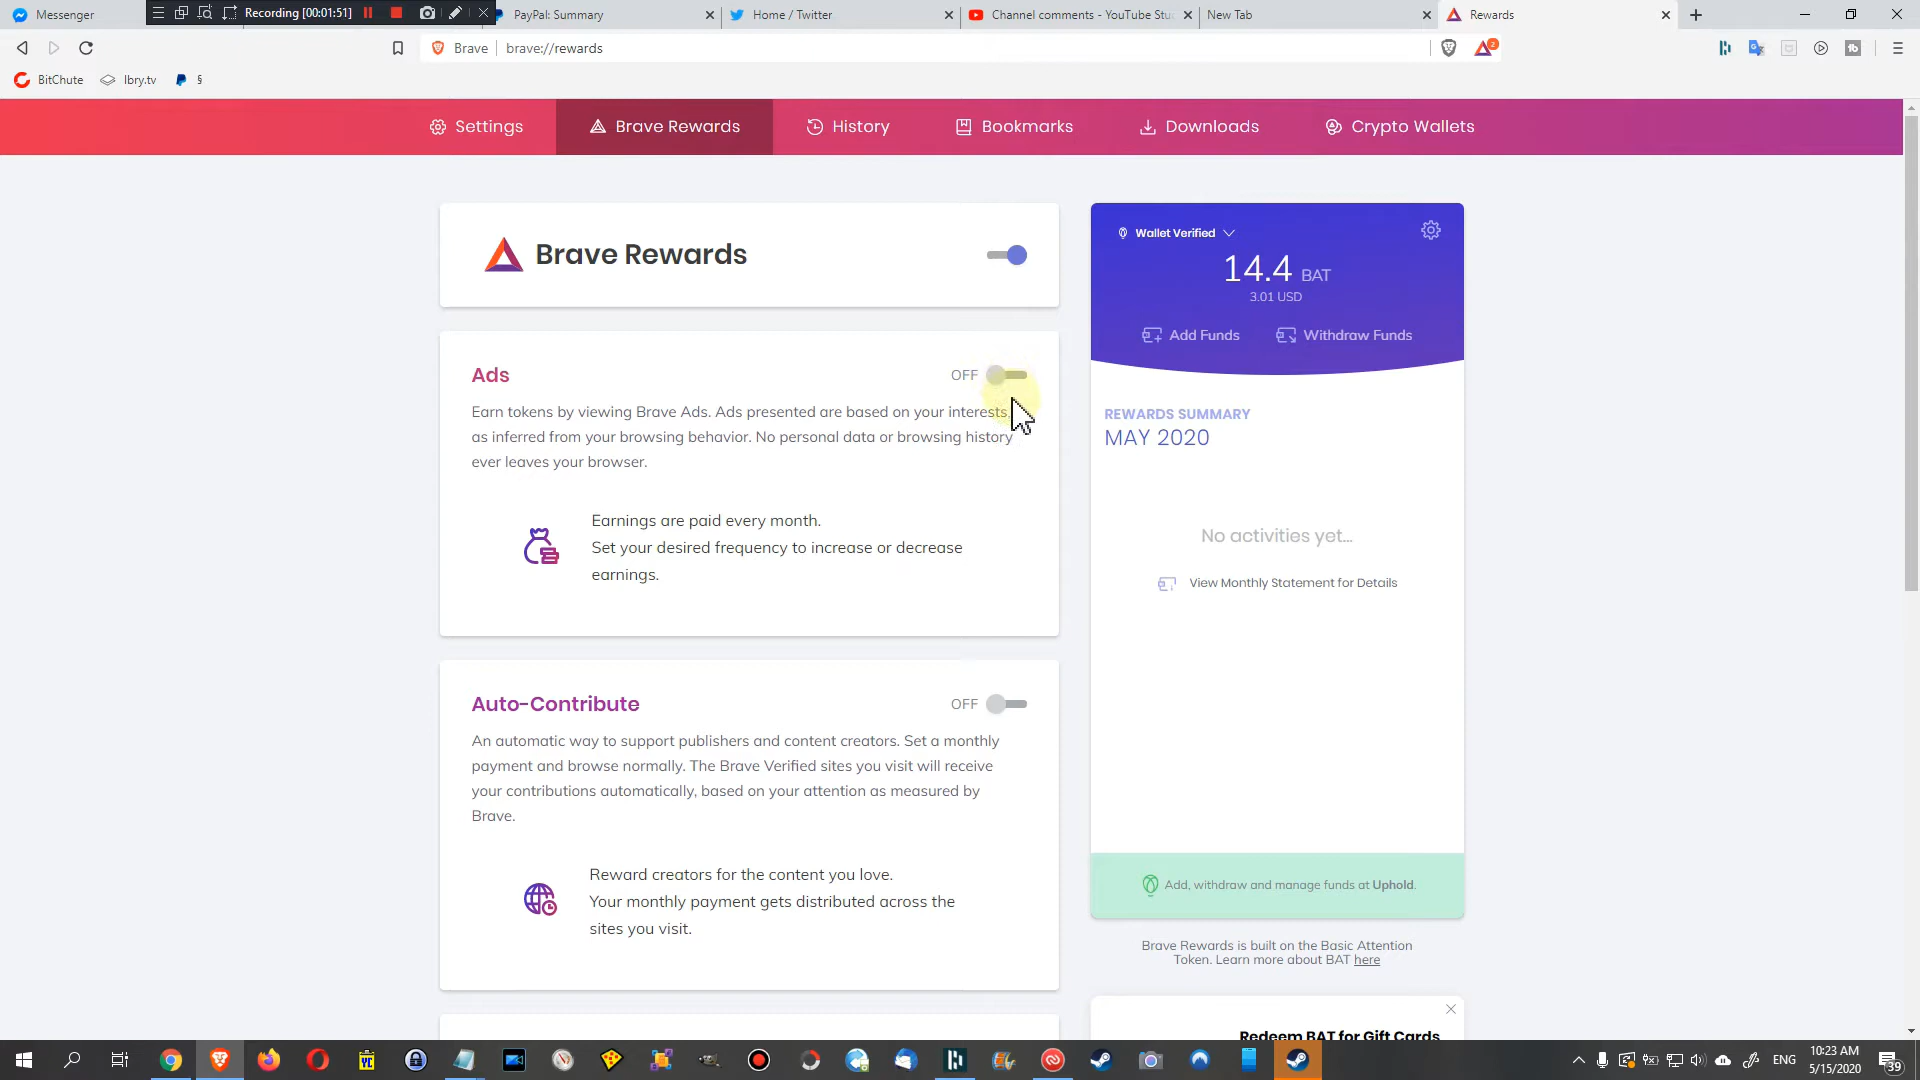 Messenger
Recording [00:01:51]
PayPal: Summary
Home / Twitter
Channel comments - YouTube Stu
New Tab
Rewards
Brave
brave://rewards
2
BitChute
lbry.tv
§
Settings
Brave Rewards
History
Bookmarks
Downloads
Crypto Wallets
Brave Rewards
Ads
OFF
Earn tokens by viewing Brave Ads. Ads presented are based on your interests,
as inferred from your browsing behavior. No personal data or browsing history
ever leaves your browser.
Earnings are paid every month.
Set your desired frequency to increase or decrease
earnings.
Auto-Contribute
OFF
An automatic way to support publishers and content creators. Set a monthly
payment and browse normally. The Brave Verified sites you visit will receive
your contributions automatically, based on your attention as measured by
Brave.
Reward creators for the content you love.
Your monthly payment gets distributed across the
sites you visit.
Wallet Verified
14.4 BAT
3.01 USD
Add Funds
Withdraw Funds
REWARDS SUMMARY
MAY 2020
No activities yet...
View Monthly Statement for Details
Add, withdraw and manage funds at Uphold.
Brave Rewards is built on the Basic Attention
Token. Learn more about BAT here
Redeem BAT for Gift Cards
ENG
10:23 AM
5/15/2020
39